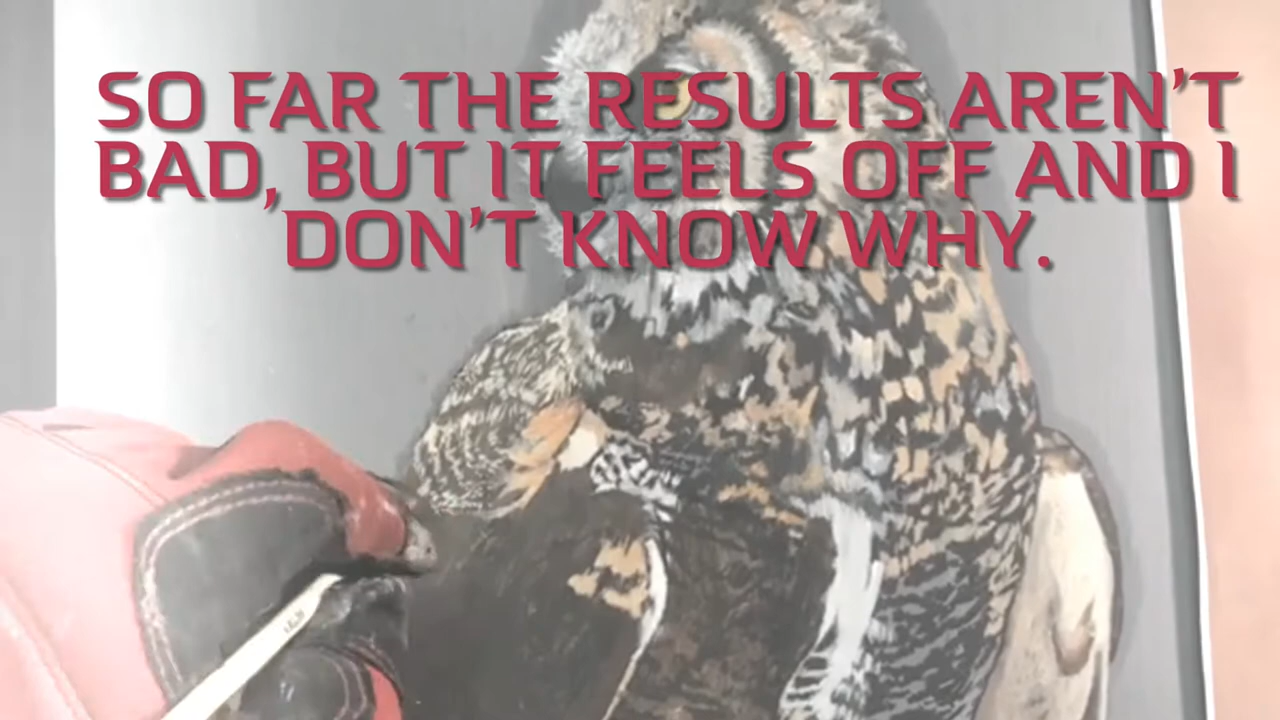 SO FAR THE RESULTS AREN'T
BAD, BUT IT FEELS OFF AND I
DON'T KNOW WHY.